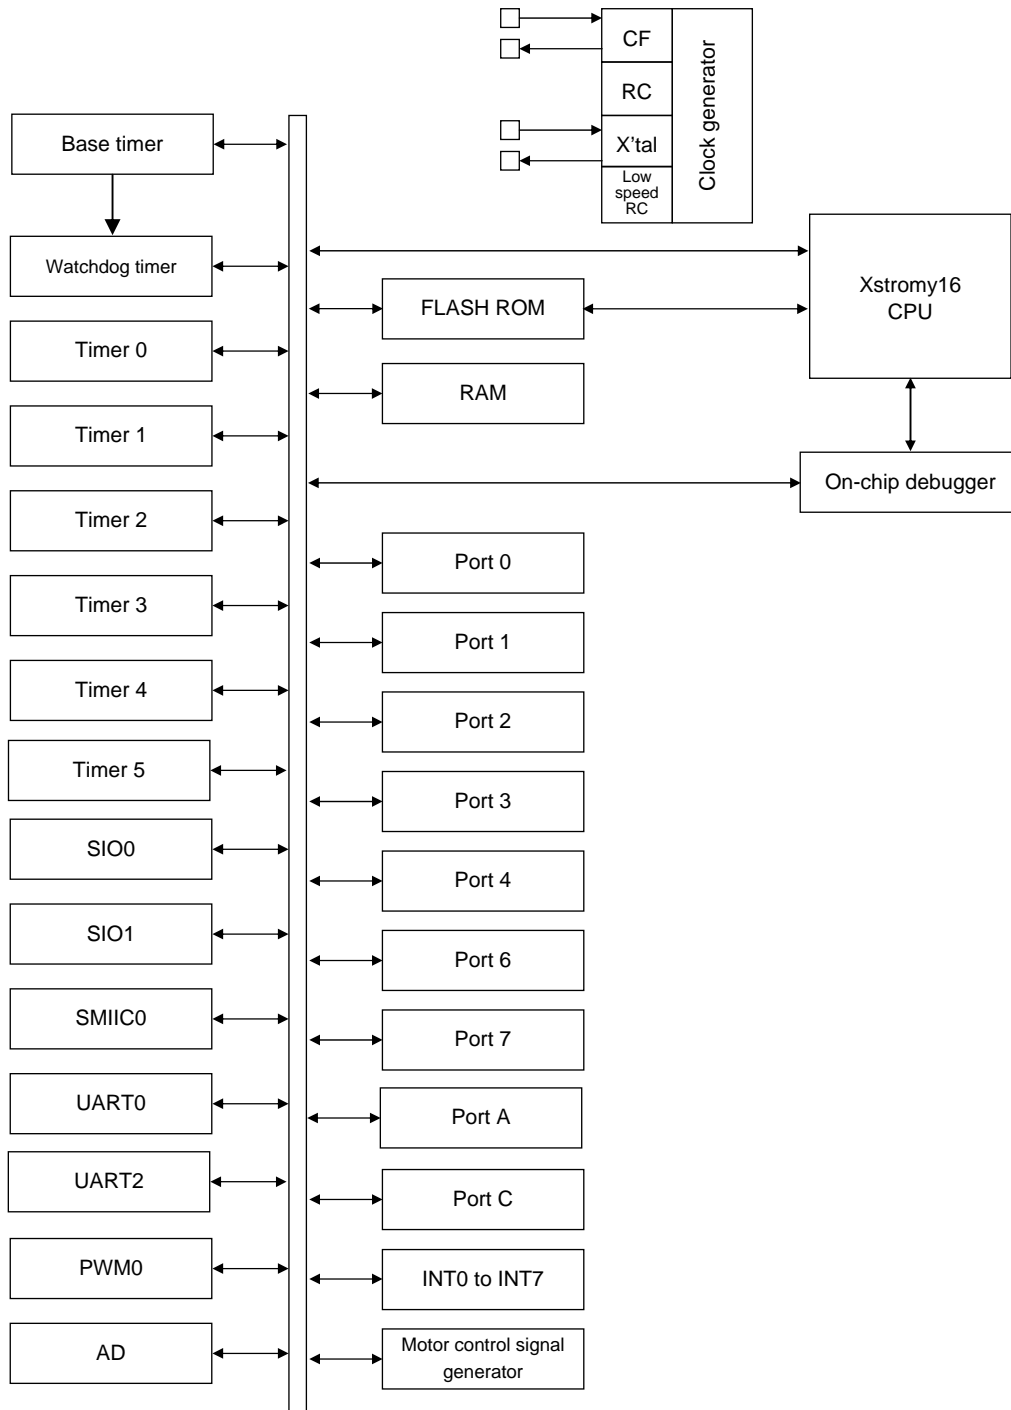 CF
RC
X'tal
Low
speed
RC
Clock generator
Base timer
Watchdog timer
Timer 0
Timer 1
Timer 2
Timer 3
Timer 4
Timer 5
SIO0
SIO1
SMIIC0
UART0
UART2
PWM0
AD
FLASH ROM
RAM
Port 0
Port 1
Port 2
Port 3
Port 4
Port 6
Port 7
Port A
Port C
INT0 to INT7
Motor control signal
generator
Xstromy16
CPU
On-chip debugger